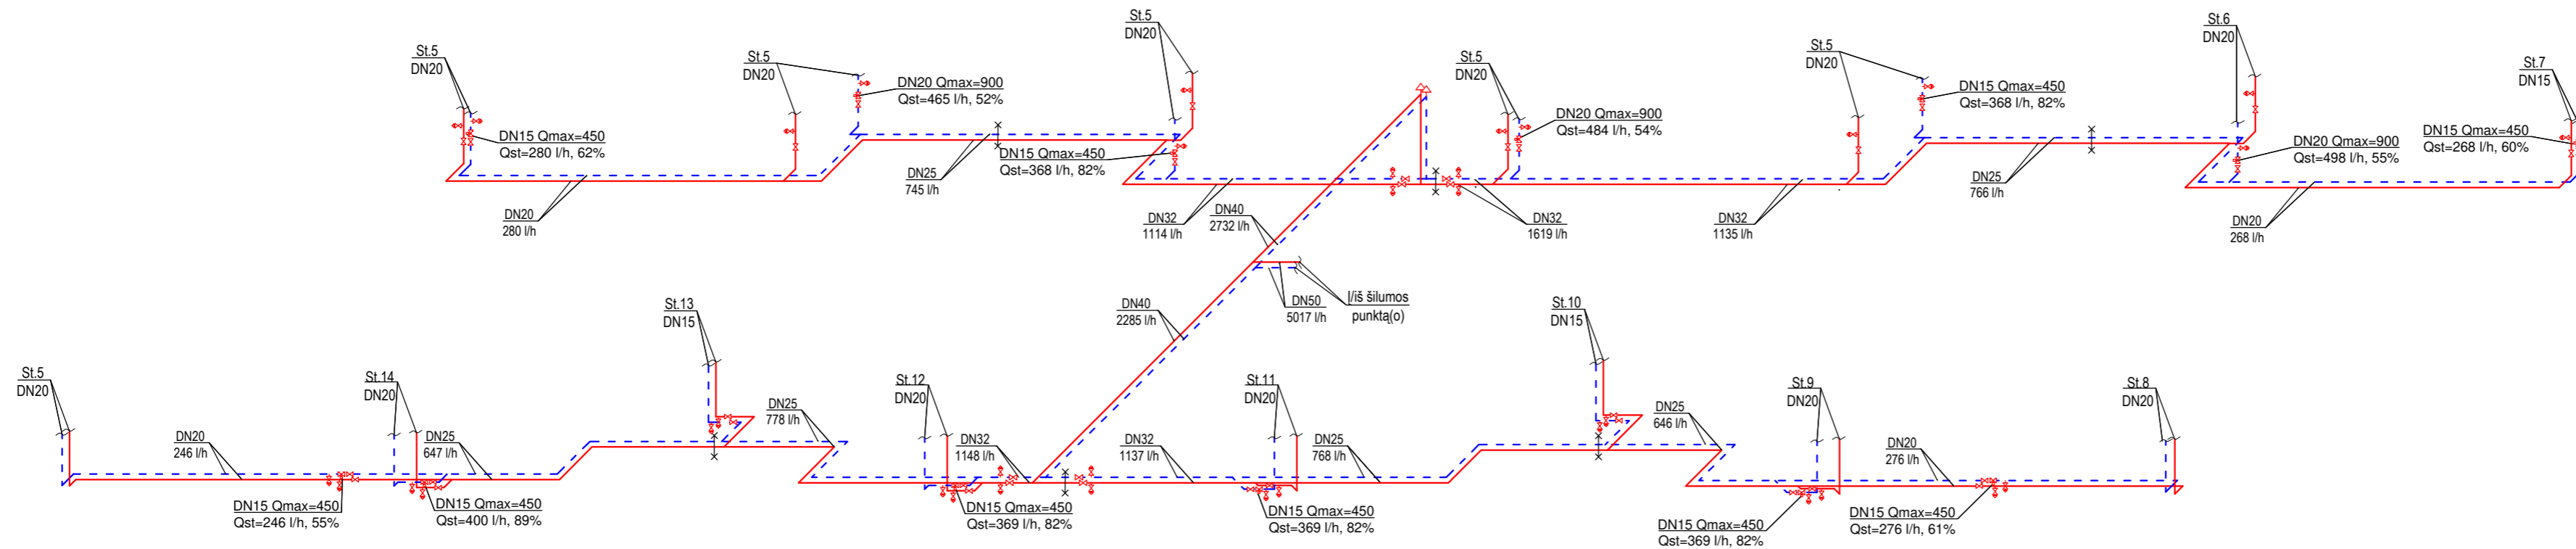 St.5
DN20
DN15 Qmax=450
Qst=280 l/h, 62%
DN20
280 l/h
St.5
DN20
DN20 Qmax=900
Qst=465 l/h, 52%
DN25
745 l/h
St.5
DN20
DN15 Qmax=450
Qst=368 l/h, 82%
DN32
1114 l/h
DN40
2732 l/h
St.5
DN20
DN20 Qmax=900
Qst=484 l/h, 54%
DN32
1619 l/h
St.5
DN20
DN15 Qmax=450
Qst=368 l/h, 82%
DN32
1135 l/h
DN25
766 l/h
St.6
DN20
DN20 Qmax=900
Qst=498 l/h, 55%
DN20
268 l/h
St.7
DN15
DN15 Qmax=450
Qst=268 l/h, 60%
DN50
5017 l/h
Į/iš šilumos
punktą(o)
DN40
2285 l/h
St.5
DN20
DN20
246 l/h
DN15 Qmax=450
Qst=246 l/h, 55%
St.14
DN20
DN25
647 l/h
DN15 Qmax=450
Qst=400 l/h, 89%
St.13
DN15
DN25
778 l/h
St.12
DN20
DN32
1148 l/h
DN15 Qmax=450
Qst=369 l/h, 82%
DN32
1137 l/h
St.11
DN20
DN25
768 l/h
DN15 Qmax=450
Qst=369 l/h, 82%
St.10
DN15
DN25
646 l/h
St.9
DN20
DN15 Qmax=450
Qst=369 l/h, 82%
DN20
276 l/h
DN15 Qmax=450
Qst=276 l/h, 61%
St.8
DN20